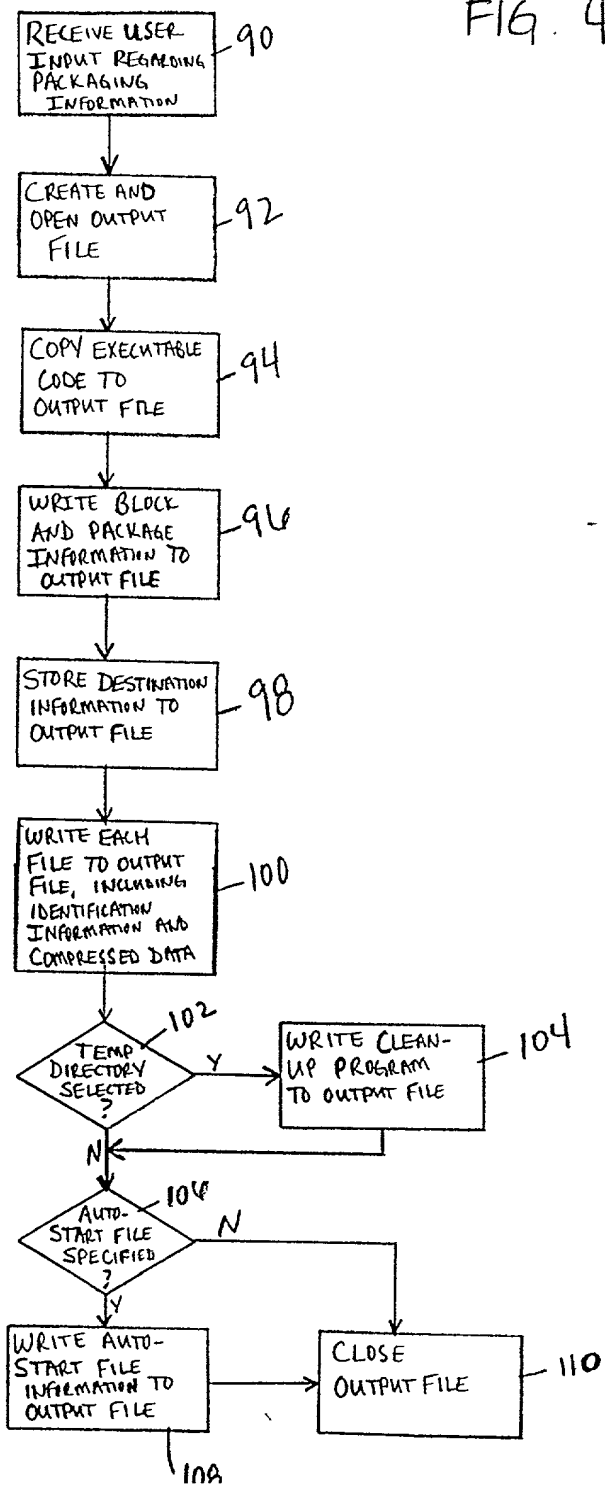 FIG. 4
RECEIVE USER
INPUT REGARDING
PACKAGING
INFORMATION
90
CREATE AND
OPEN OUTPUT
FILE
92
COPY EXECUTABLE
CODE TO
OUTPUT FILE
94
WRITE BLOCK
AND PACKAGE
INFORMATION TO
OUTPUT FILE
96
STORE DESTINATION
INFORMATION TO
OUTPUT FILE
98
WRITE EACH
FILE TO OUTPUT
FILE, INCLUDING
IDENTIFICATION
INFORMATION AND
COMPRESSED DATA
100
TEMP
DIRECTORY
SELECTED
?
102
Y
WRITE CLEAN-
UP PROGRAM
TO OUTPUT FILE
104
N
AUTO-
START FILE
SPECIFIED
?
106
N
Y
WRITE AUTO-
START FILE
INFORMATION TO
OUTPUT FILE
108
CLOSE
OUTPUT FILE
110